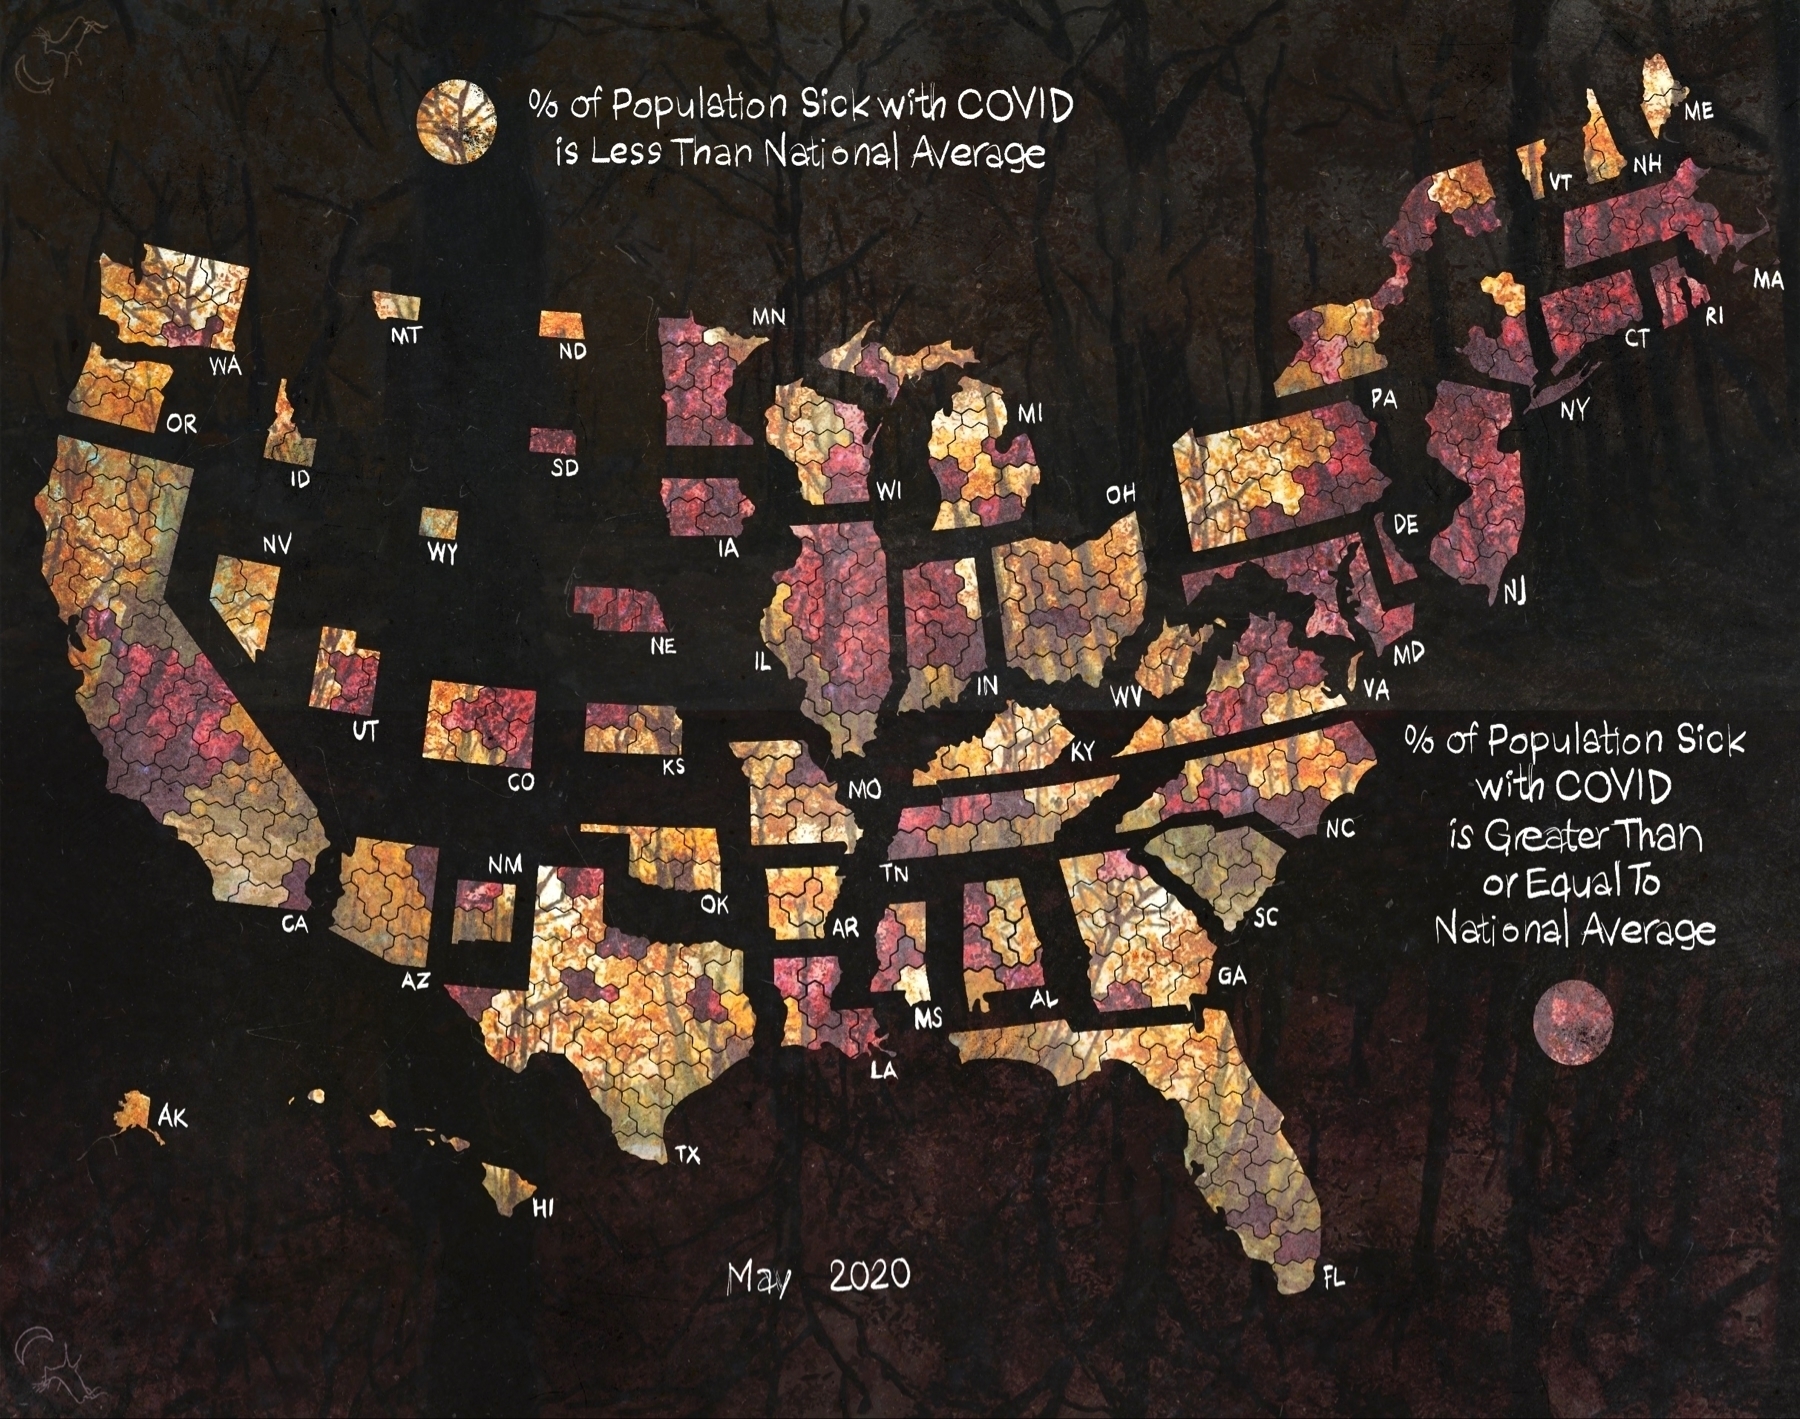 % of Population Sick with COVID
is Less Than National Average
ME
NH
VT
MA
RI
CT
NY
PA
NJ
DE
MD
VA
WV
OH
MI
MN
WI
IA
IL
IN
KY
WA
OR
ID
MT
ND
SD
WY
NV
UT
CO
NE
KS
MO
TN
NC
SC
CA
AZ
NM
OK
AR
TX
LA
MS
AL
GA
FL
AK
HI
% of Population Sick
with COVID
is Greater Than
or Equal To
National Average
May 2020